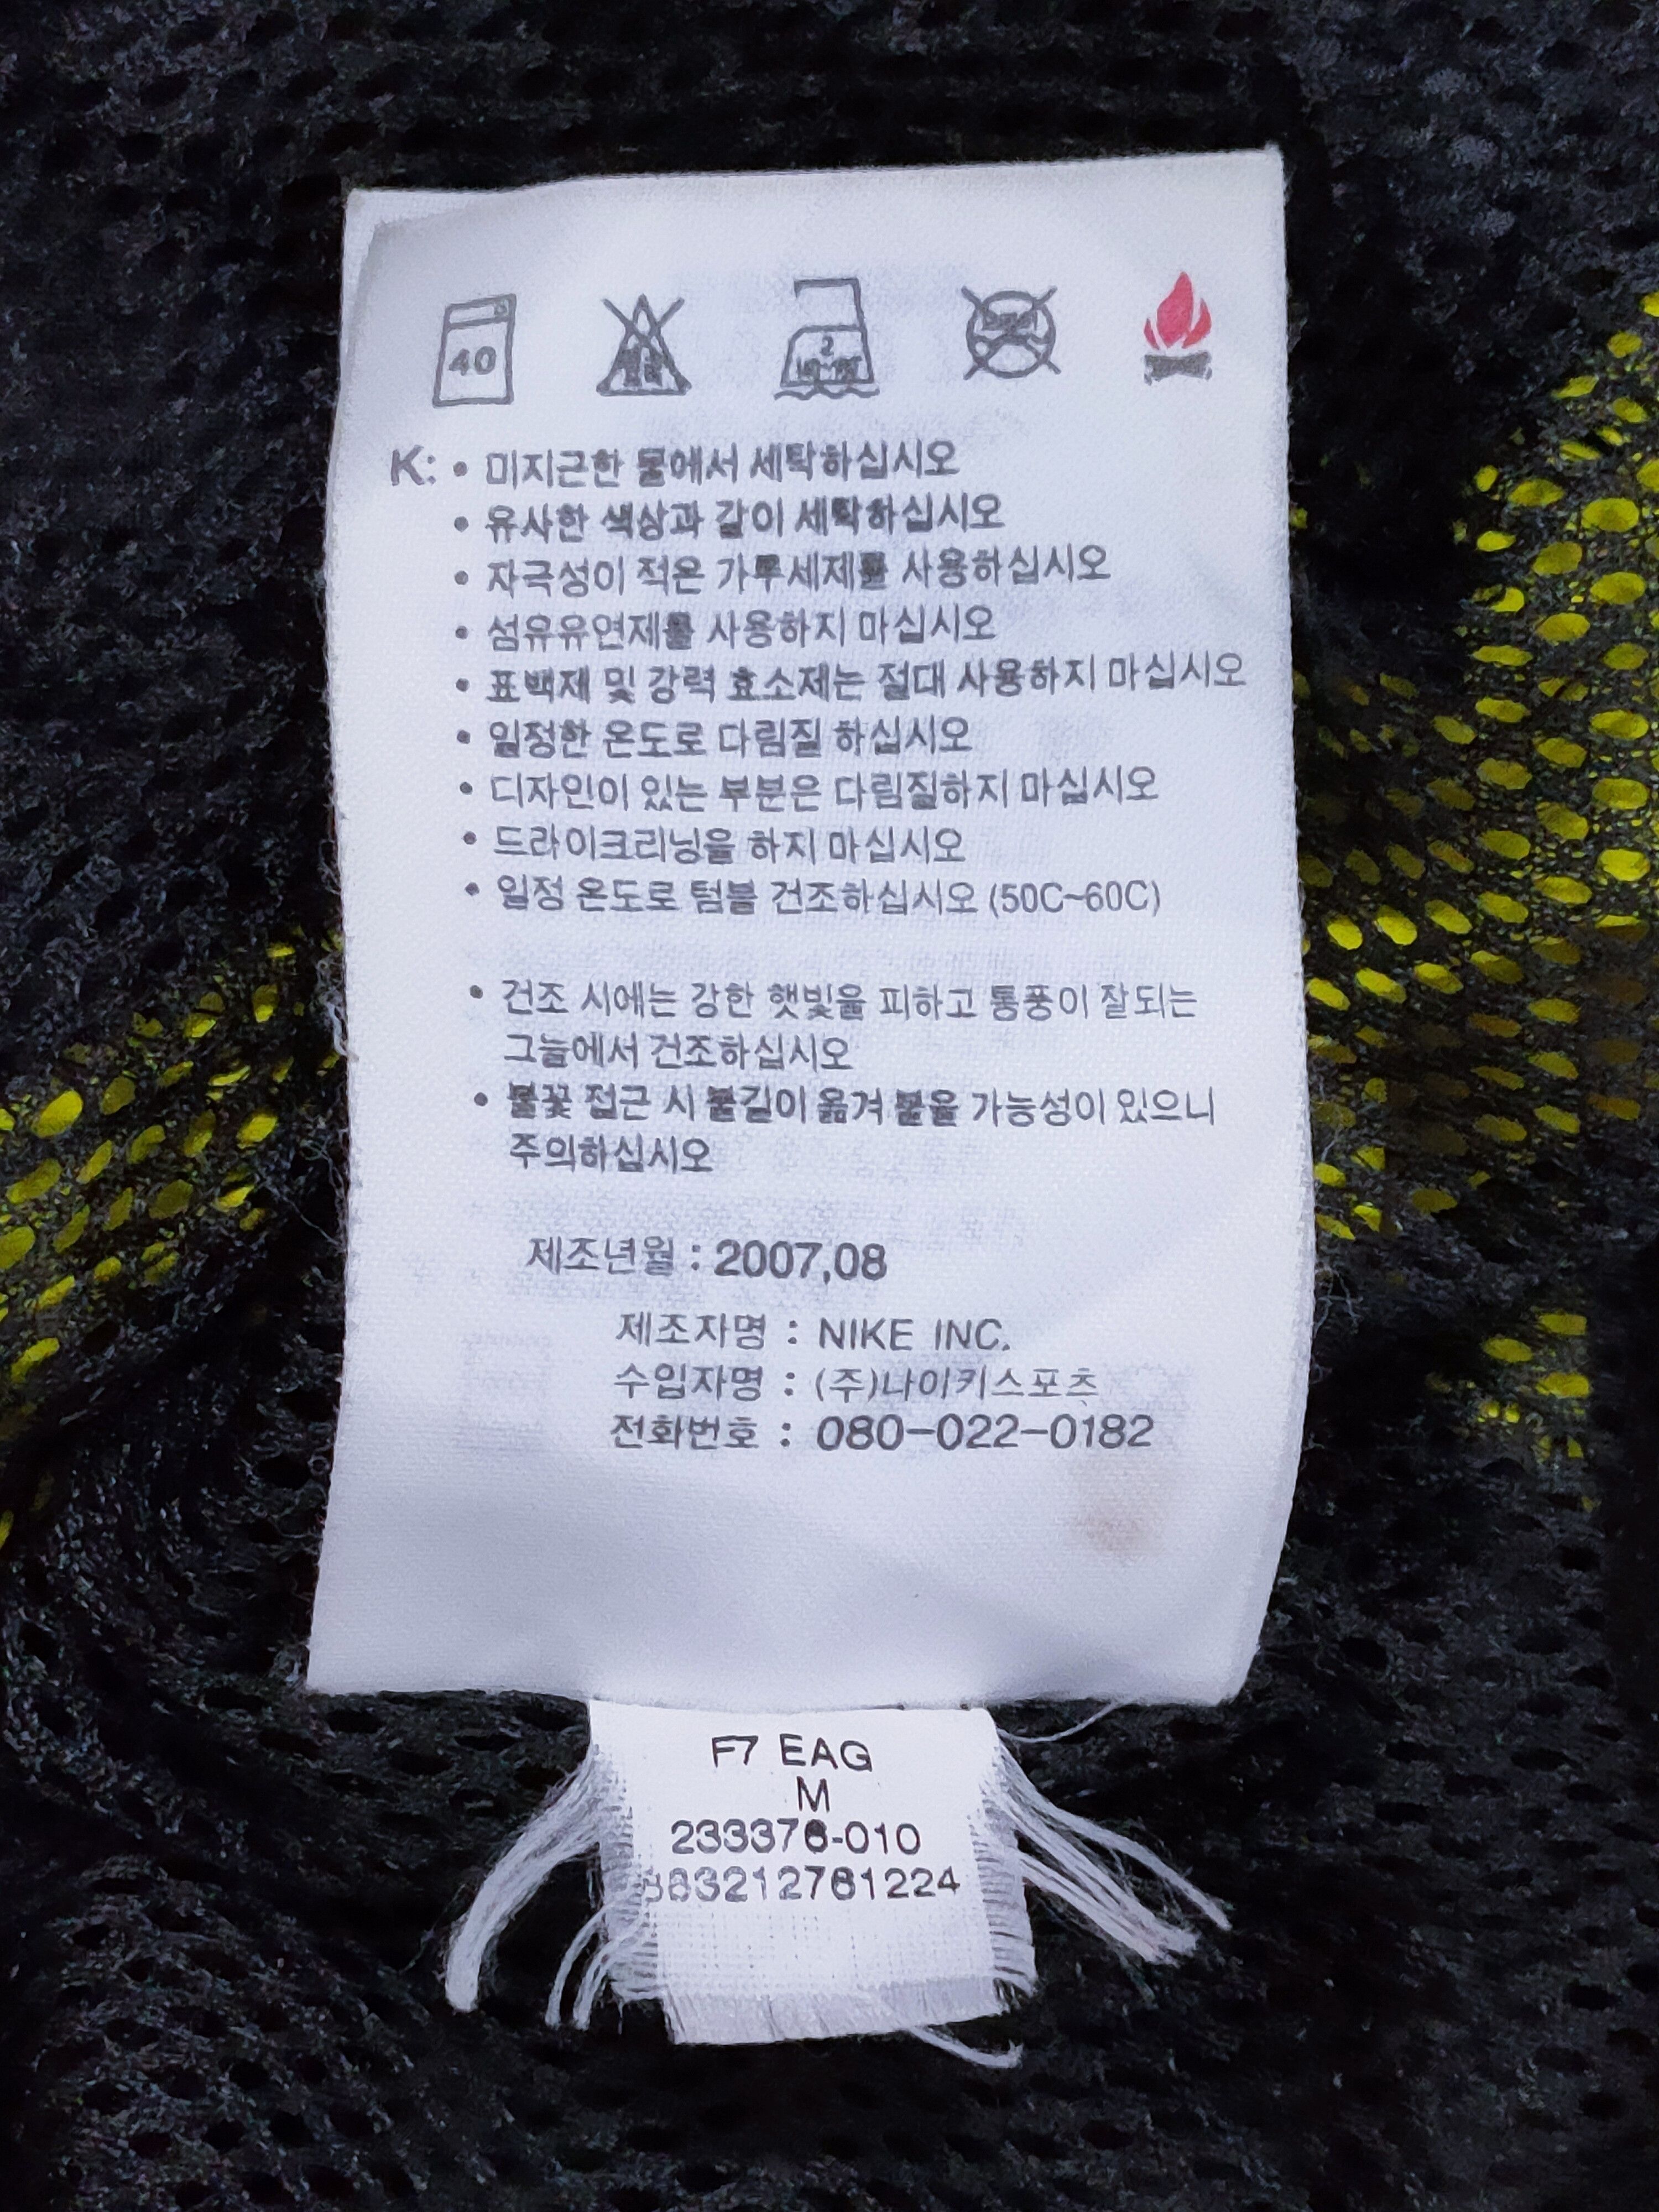 40
2
K: • 미지근한 물에서 세탁하십시오
• 유사한 색상과 같이 세탁하십시오
• 자극성이 적은 가루세제를 사용하십시오
• 섬유유연제를 사용하지 마십시오
• 표백재 및 강력 효소제는 절대 사용하지 마십시오
• 일정한 온도로 다림질 하십시오
• 디자인이 있는 부분은 다림질하지 마십시오
• 드라이크리닝을 하지 마십시오
• 일정 온도로 텀블 건조하십시오 (50C~60C)
• 건조 시에는 강한 햇빛을 피하고 통풍이 잘되는
그늘에서 건조하십시오
• 불꽃 접근 시 불길이 옮겨 붙을 가능성이 있으니
주의하십시오
제조년월 : 2007,08
제조자명 : NIKE INC.
수입자명 : (주)나이키스포츠
전화번호 : 080-022-0182
F7 EAG
M
233376-010